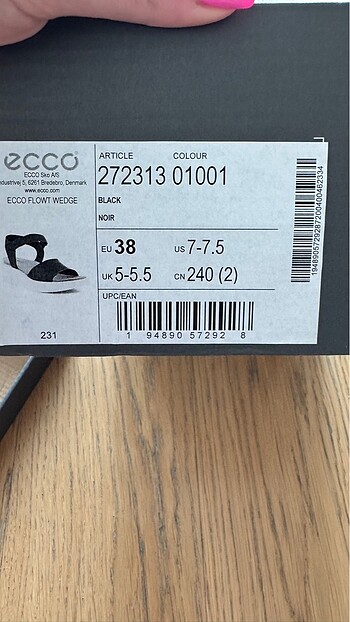 ecco
ECCO Sko A/S
Industrivej 5, 6261 Bredebro, Denmark
www.ecco.com
ECCO FLOWT WEDGE
231
ARTICLE COLOUR
272313 01001
BLACK
NOIR
EU 38 US 7-7.5
UK 5-5.5 CN 240 (2)
UPC/EAN
1 94890 57292 8